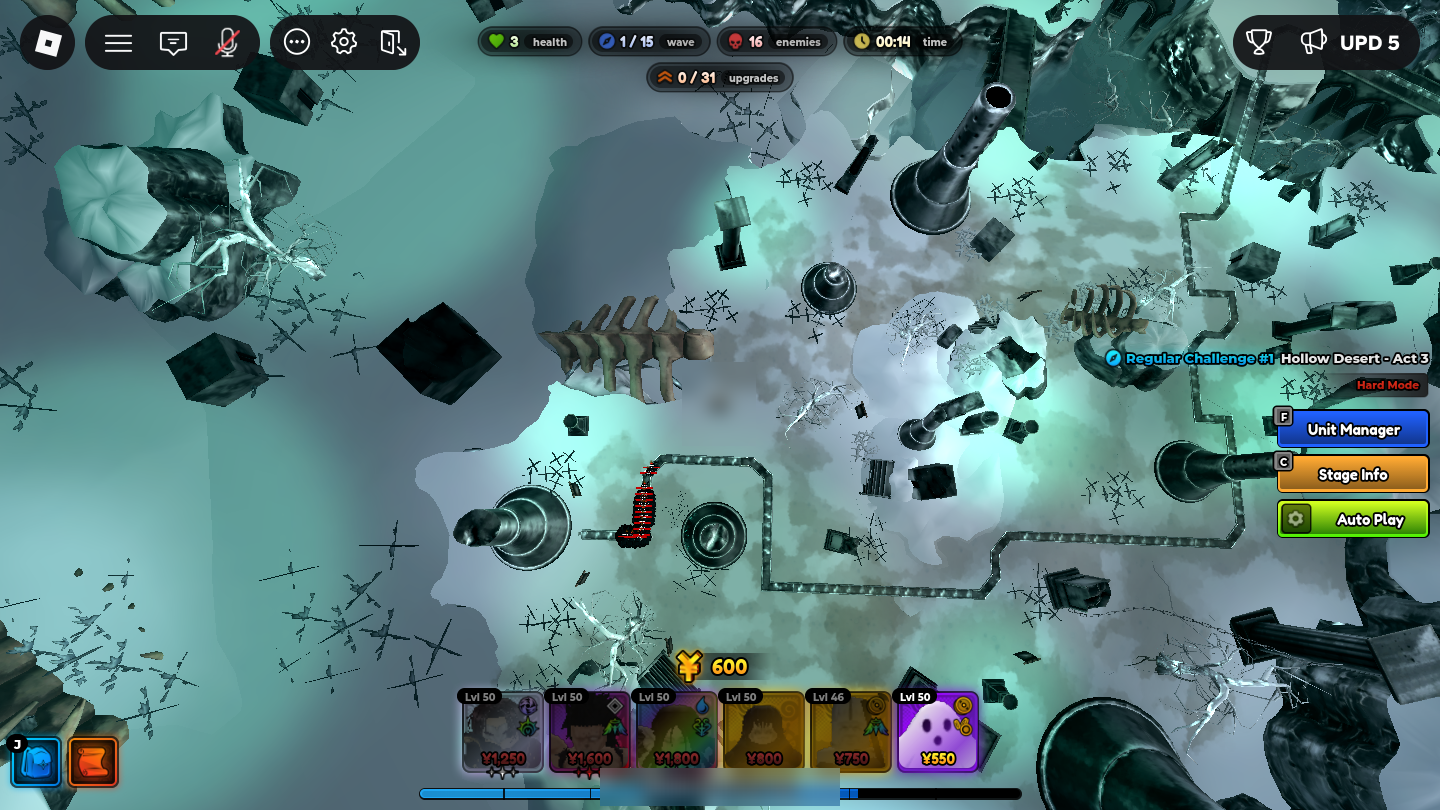 3 health
1 / 15 wave
16 enemies
00:14 time
UPD 5
0 / 31 upgrades
Regular Challenge #1 Hollow Desert - Act 3
Hard Mode
F
Unit Manager
C
Stage Info
Auto Play
600
Lvl 50
Lvl 50
Lvl 50
Lvl 50
Lvl 46
Lvl 50
¥1,250
¥1,600
¥1,800
¥800
¥750
¥550
J